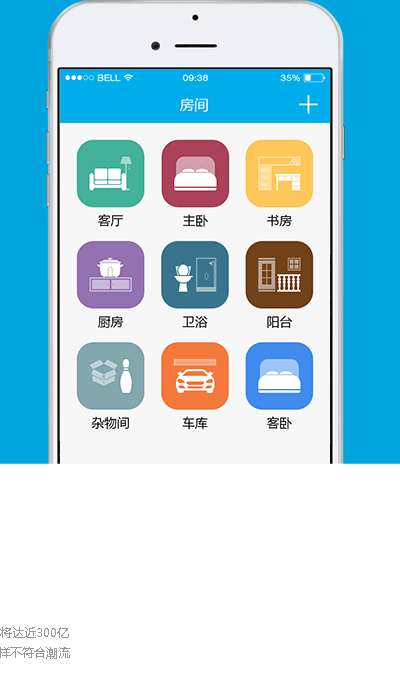 BELL 09:38 35%
房间
客厅 主卧 书房
厨房 卫浴 阳台
杂物间 车库 客卧
将达近300亿
样不符台潮流